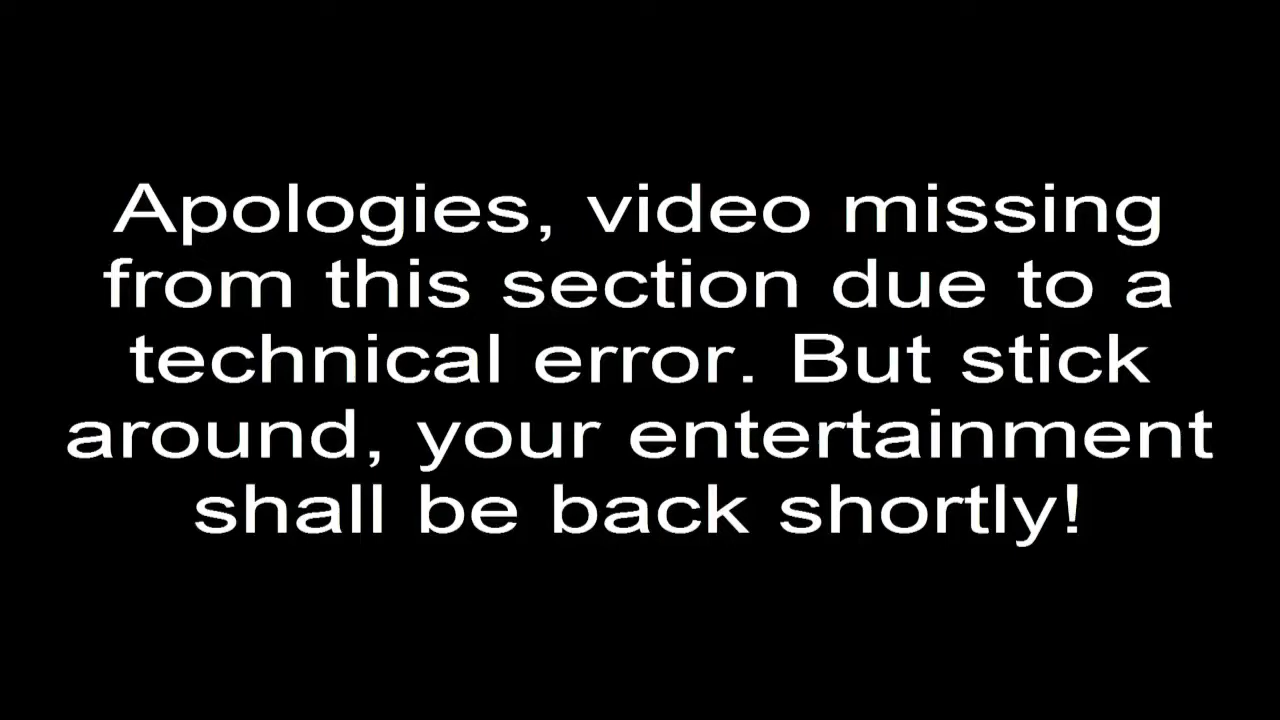 Apologies, video missing
from this section due to a
technical error. But stick
around, your entertainment
shall be back shortly!